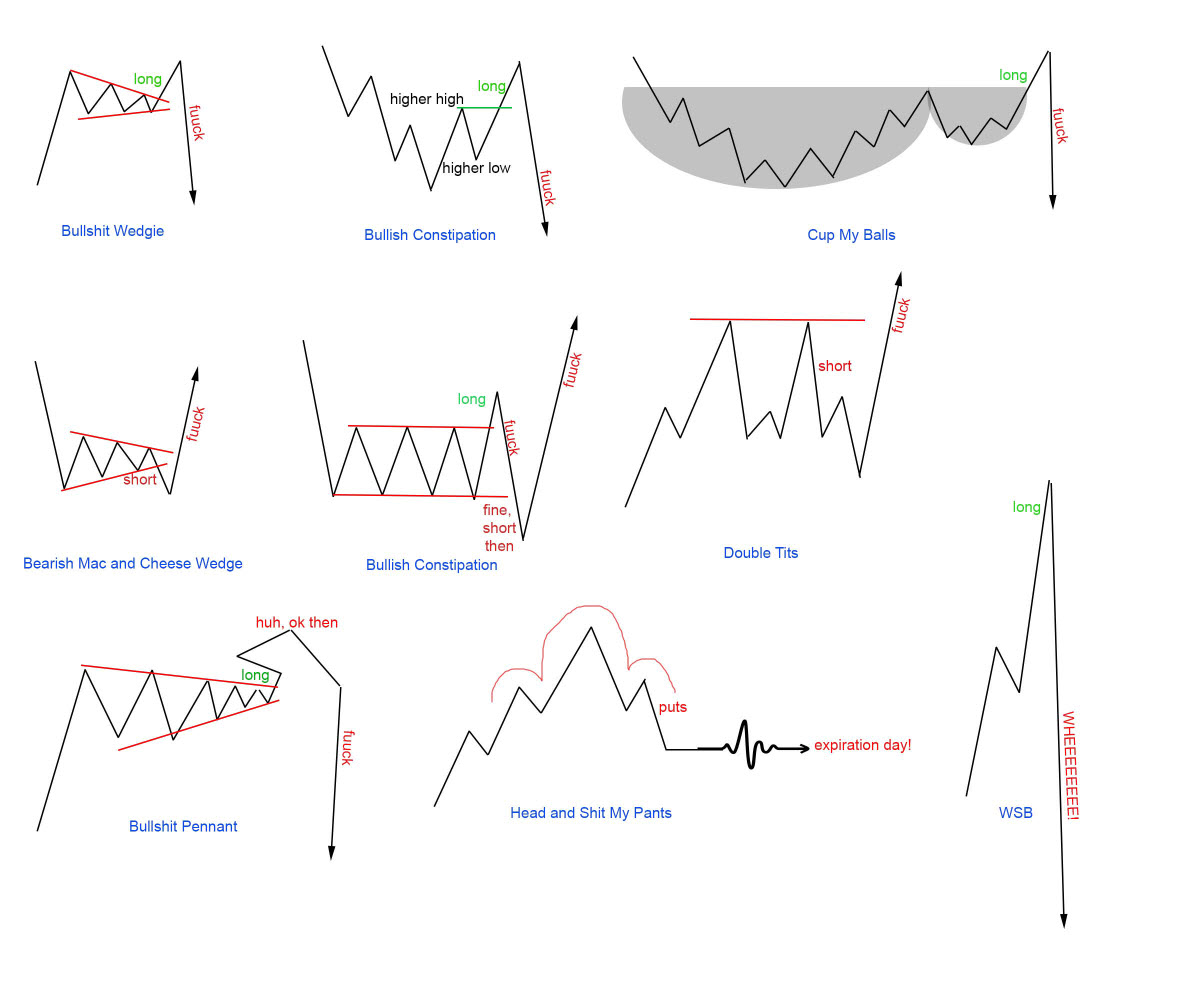 long
fuuck
Bullshit Wedgie
higher high
long
higher low
fuuck
Bullish Constipation
long
fuuck
Cup My Balls
short
fuuck
Bearish Mac and Cheese Wedge
long
fuuck
fuuck
fine,
short
then
Bullish Constipation
short
fuuck
Double Tits
huh, ok then
long
fuuck
Bullshit Pennant
puts
expiration day!
Head and Shit My Pants
long
WHEEEEEEEE!
WSB